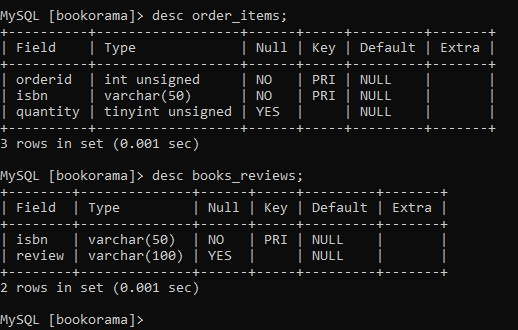 MySQL [bookorama]> desc order_items;
+----------+------------------+------+-----+---------+-------+
| Field    | Type             | Null | Key | Default | Extra |
+----------+------------------+------+-----+---------+-------+
| orderid  | int unsigned     | NO   | PRI | NULL    |       |
| isbn     | varchar(50)      | NO   | PRI | NULL    |       |
| quantity | tinyint unsigned | YES  |     | NULL    |       |
+----------+------------------+------+-----+---------+-------+
3 rows in set (0.001 sec)

MySQL [bookorama]> desc books_reviews;
+--------+--------------+------+-----+---------+-------+
| Field  | Type         | Null | Key | Default | Extra |
+--------+--------------+------+-----+---------+-------+
| isbn   | varchar(50)  | NO   | PRI | NULL    |       |
| review | varchar(100) | YES  |     | NULL    |       |
+--------+--------------+------+-----+---------+-------+
2 rows in set (0.001 sec)

MySQL [bookorama]>